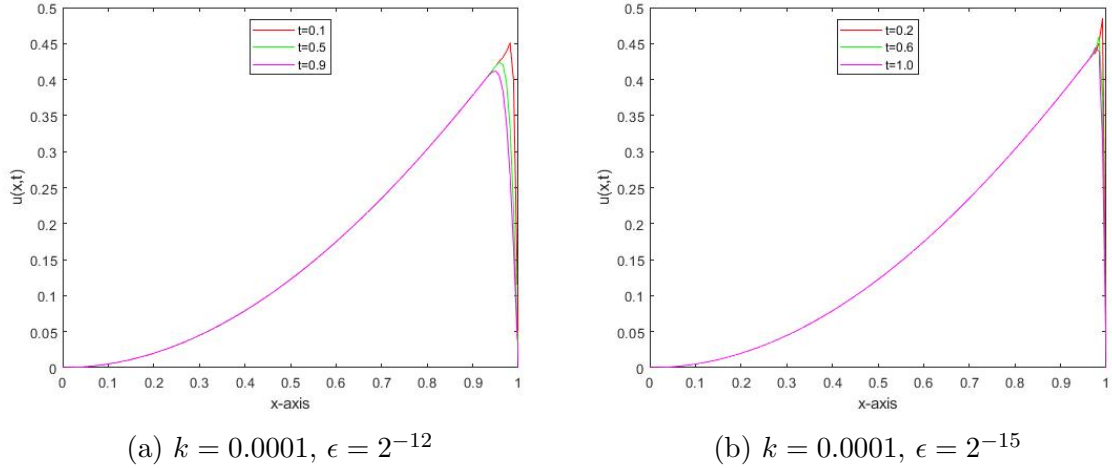 0.5
0.45
0.4
0.35
0.3
0.25
0.2
0.15
0.1
0.05
0
u(x,t)
t=0.1
t=0.5
t=0.9
0 0.1 0.2 0.3 0.4 0.5 0.6 0.7 0.8 0.9 1
x-axis
(a) k = 0.0001, ϵ = 2⁻¹²
0.5
0.45
0.4
0.35
0.3
0.25
0.2
0.15
0.1
0.05
0
u(x,t)
t=0.2
t=0.6
t=1.0
0 0.1 0.2 0.3 0.4 0.5 0.6 0.7 0.8 0.9 1
x-axis
(b) k = 0.0001, ϵ = 2⁻¹⁵